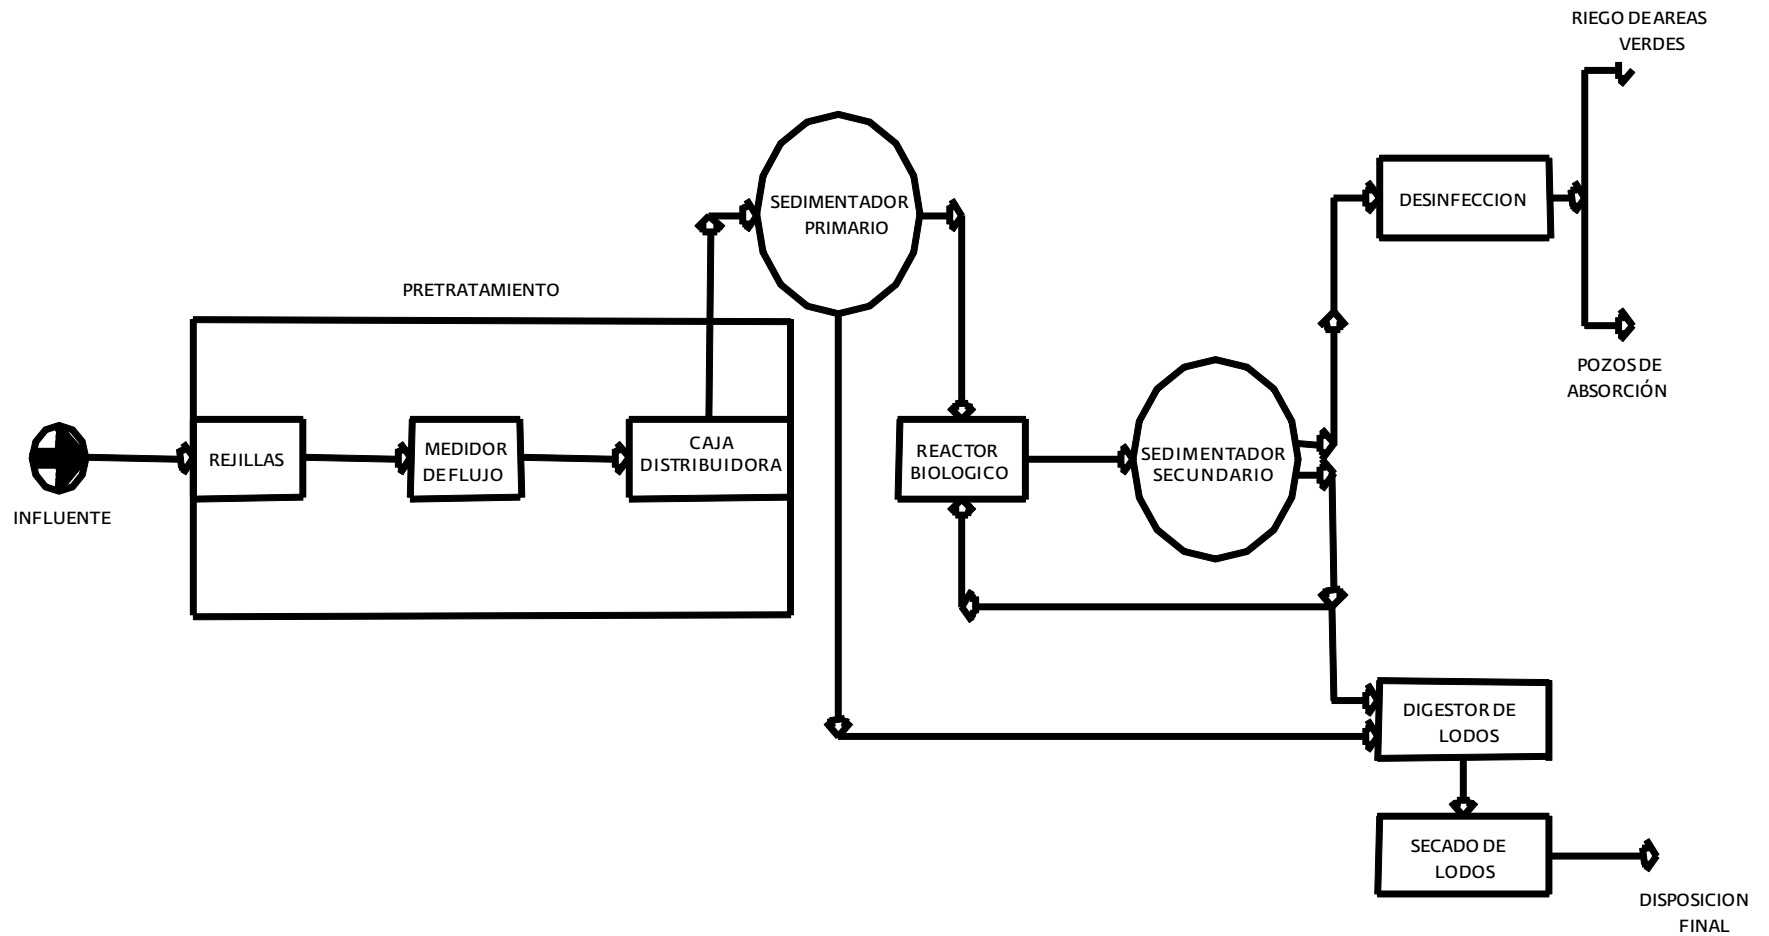 RIEGO DE AREAS
VERDES
SEDIMENTADOR
PRIMARIO
DESINFECCION
PRETRATAMIENTO
POZOS DE
ABSORCIÓN
INFLUENTE
REJILLAS
MEDIDOR
DE FLUJO
CAJA
DISTRIBUIDORA
REACTOR
BIOLOGICO
SEDIMENTADOR
SECUNDARIO
DIGESTOR DE
LODOS
SECADO DE
LODOS
DISPOSICION
FINAL